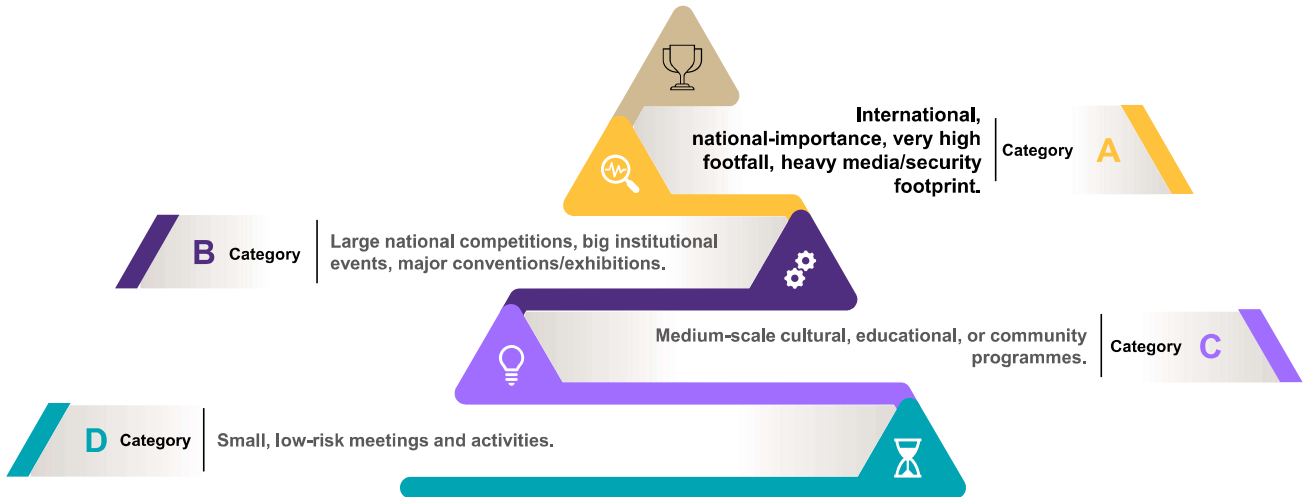 International,
national-importance, very high
footfall, heavy media/security
footprint.
Category
A
B
Category
Large national competitions, big institutional
events, major conventions/exhibitions.
Medium-scale cultural, educational, or community
programmes.
Category
C
D
Category
Small, low-risk meetings and activities.